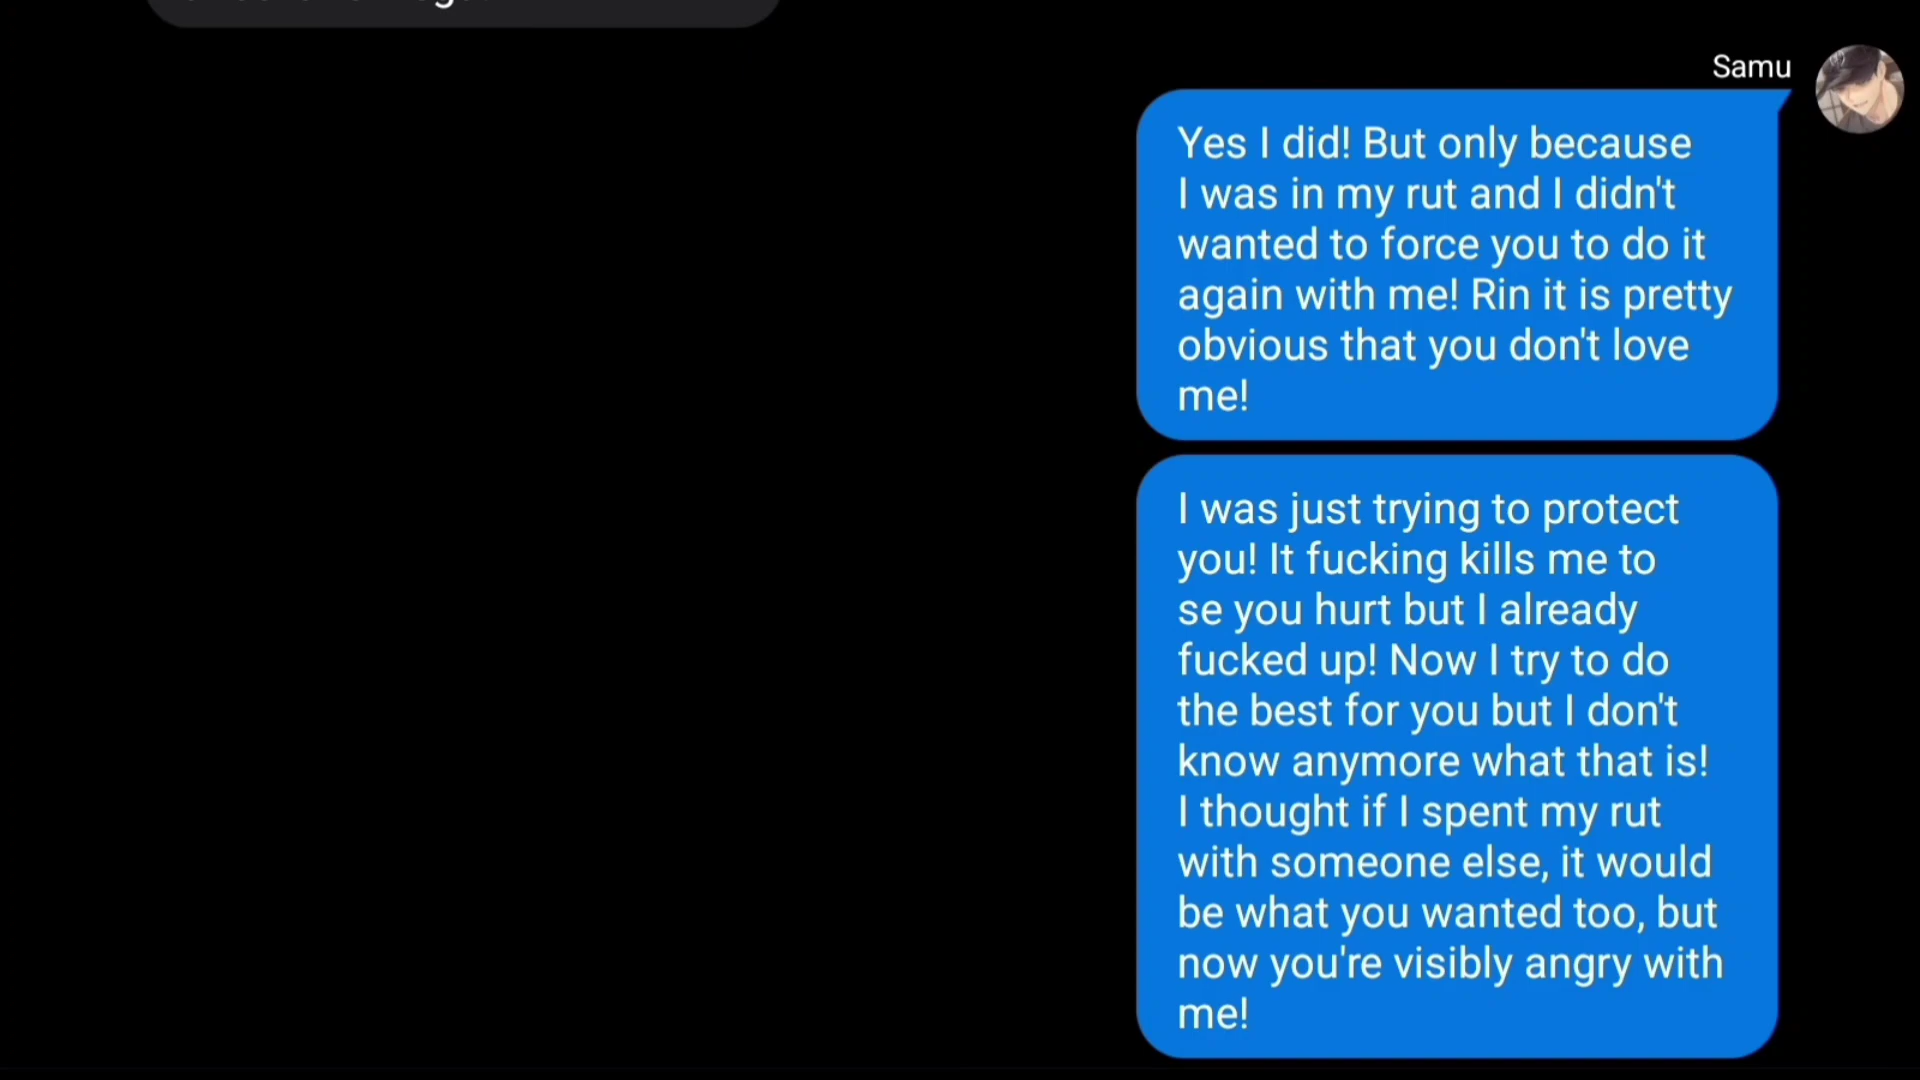 Samu
Yes I did! But only because
I was in my rut and I didn't
wanted to force you to do it
again with me! Rin it is pretty
obvious that you don't love
me!
I was just trying to protect
you! It fucking kills me to
se you hurt but I already
fucked up! Now I try to do
the best for you but I don't
know anymore what that is!
I thought if I spent my rut
with someone else, it would
be what you wanted too, but
now you're visibly angry with
me!